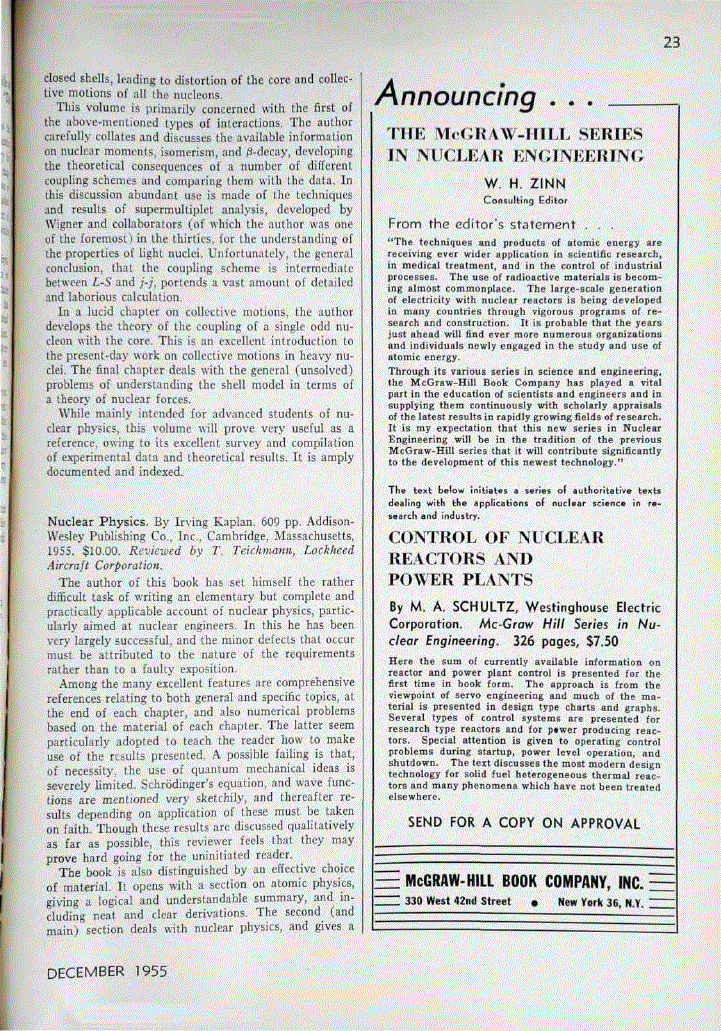 23
closed shells, leading to distortion of the core and collec-
tive motions of all the nucleons.
This volume is primarily concerned with the first of
the above-mentioned types of interactions. The author
carefully collates and discusses the available information
on nuclear moments, isomerism, and β-decay, developing
the theoretical consequences of a number of different
coupling schemes and comparing them with the data. In
this discussion abundant use is made of the techniques
and results of supermultiplet analysis, developed by
Wigner and collaborators (of which the author was one
of the foremost) in the thirties, for the understanding of
the properties of light nuclei. Unfortunately, the general
conclusion, that the coupling scheme is intermediate
between L-S and j-j, portends a vast amount of detailed
and laborious calculation.
In a lucid chapter on collective motions, the author
develops the theory of the coupling of a single odd nu-
cleon with the core. This is an excellent introduction to
the present-day work on collective motions in heavy nu-
clei. The final chapter deals with the general (unsolved)
problems of understanding the shell model in terms of
a theory of nuclear forces.
While mainly intended for advanced students of nu-
clear physics, this volume will prove very useful as a
reference, owing to its excellent survey and compilation
of experimental data and theoretical results. It is amply
documented and indexed.
Nuclear Physics. By Irving Kaplan. 609 pp. Addison-
Wesley Publishing Co., Inc., Cambridge, Massachusetts,
1955. $10.00. Reviewed by T. Teichmann, Lockheed
Aircraft Corporation.
The author of this book has set himself the rather
difficult task of writing an elementary but complete and
practically applicable account of nuclear physics, partic-
ularly aimed at nuclear engineers. In this he has been
very largely successful, and the minor defects that occur
must be attributed to the nature of the requirements
rather than to a faulty exposition.
Among the many excellent features are comprehensive
references relating to both general and specific topics, at
the end of each chapter, and also numerical problems
based on the material of each chapter. The latter seem
particularly adopted to teach the reader how to make
use of the results presented. A possible failing is that,
of necessity, the use of quantum mechanical ideas is
severely limited. Schrödinger's equation, and wave func-
tions are mentioned very sketchily, and thereafter re-
sults depending on application of these must be taken
on faith. Though these results are discussed qualitatively
as far as possible, this reviewer feels that they may
prove hard going for the uninitiated reader.
The book is also distinguished by an effective choice
of material. It opens with a section on atomic physics,
giving a logical and understandable summary, and in-
cluding neat and clear derivations. The second (and
main) section deals with nuclear physics, and gives a
Announcing . . .
THE McGRAW-HILL SERIES
IN NUCLEAR ENGINEERING
W. H. ZINN
Consulting Editor
From the editor's statement . . .
"The techniques and products of atomic energy are
receiving ever wider application in scientific research,
in medical treatment, and in the control of industrial
processes. The use of radioactive materials is becom-
ing almost commonplace. The large-scale generation
of electricity with nuclear reactors is being developed
in many countries through vigorous programs of re-
search and construction. It is probable that the years
just ahead will find ever more numerous organizations
and individuals newly engaged in the study and use of
atomic energy.
Through its various series in science and engineering,
the McGraw-Hill Book Company has played a vital
part in the education of scientists and engineers and in
supplying them continuously with scholarly appraisals
of the latest results in rapidly growing fields of research.
It is my expectation that this new series in Nuclear
Engineering will be in the tradition of the previous
McGraw-Hill series that it will contribute significantly
to the development of this newest technology."
The text below initiates a series of authoritative texts
dealing with the applications of nuclear science in re-
search and industry.
CONTROL OF NUCLEAR
REACTORS AND
POWER PLANTS
By M. A. SCHULTZ, Westinghouse Electric
Corporation. Mc-Graw Hill Series in Nu-
clear Engineering. 326 pages, $7.50
Here the sum of currently available information on
reactor and power plant control is presented for the
first time in book form. The approach is from the
viewpoint of servo engineering and much of the ma-
terial is presented in design type charts and graphs.
Several types of control systems are presented for
research type reactors and for power producing reac-
tors. Special attention is given to operating control
problems during startup, power level operation, and
shutdown. The text discusses the most modern design
technology for solid fuel heterogeneous thermal reac-
tors and many phenomena which have not been treated
elsewhere.
SEND FOR A COPY ON APPROVAL
McGRAW-HILL BOOK COMPANY, INC.
330 West 42nd Street • New York 36, N.Y.
DECEMBER 1955